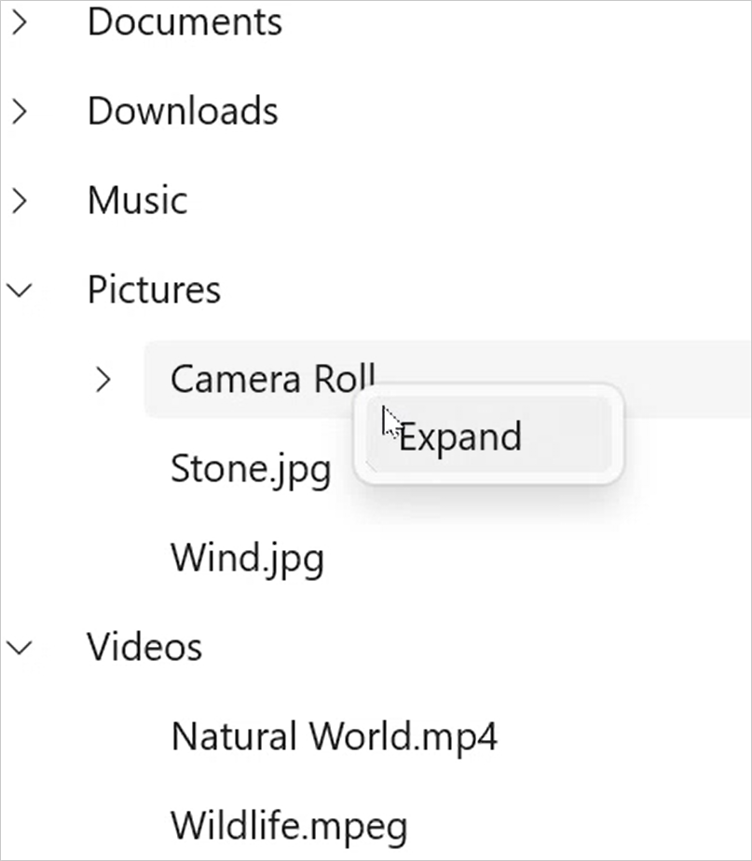 Documents
Downloads
Music
Pictures
Camera Roll
Expand
Stone.jpg
Wind.jpg
Videos
Natural World.mp4
Wildlife.mpeg